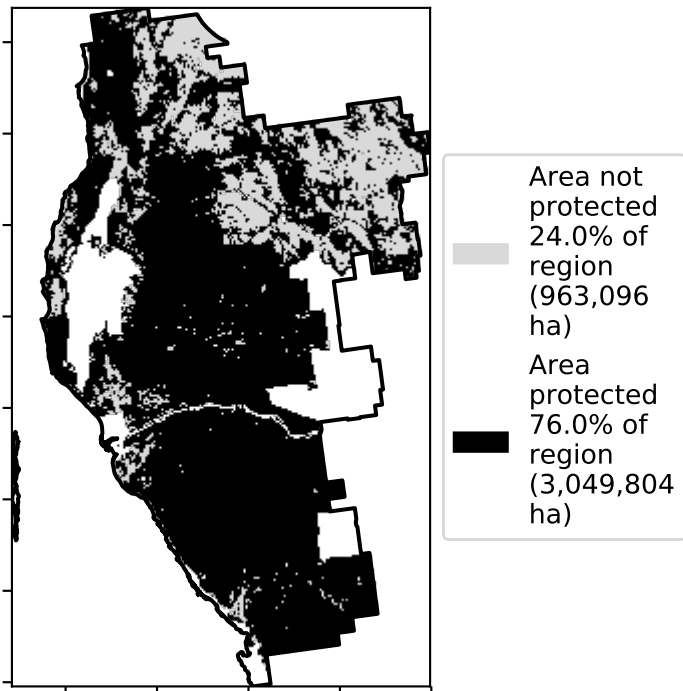 Area not
protected
24.0% of
region
(963,096
ha)
Area
protected
76.0% of
region
(3,049,804
ha)